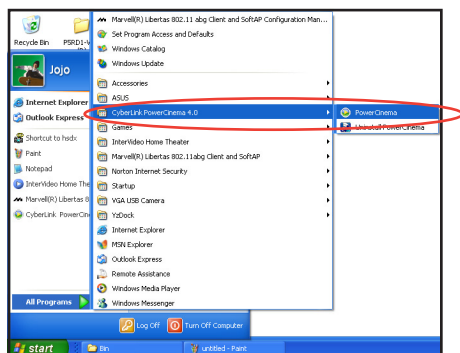 Recycle Bin
P5RD1-V
Jojo
Internet Explorer
Outlook Express
Shortcut to hsdx
Paint
Notepad
InterVideo Home The
Marvell(R) Libertas 8
CyberLink PowerCin
All Programs
Marvell(R) Libertas 802.11 abg Client and SoftAP Configuration Man...
Set Program Access and Defaults
Windows Catalog
Windows Update
Accessories
ASUS
CyberLink PowerCinema 4.0
Games
InterVideo Home Theater
Marvell(R) Libertas 802.11abg Client and SoftAP
Norton Internet Security
Startup
VGA USB Camera
YzDock
Internet Explorer
MSN Explorer
Outlook Express
Remote Assistance
Windows Media Player
Windows Messenger
PowerCinema
Uninstall PowerCinema
Log Off
Turn Off Computer
start
Bin
untitled - Paint